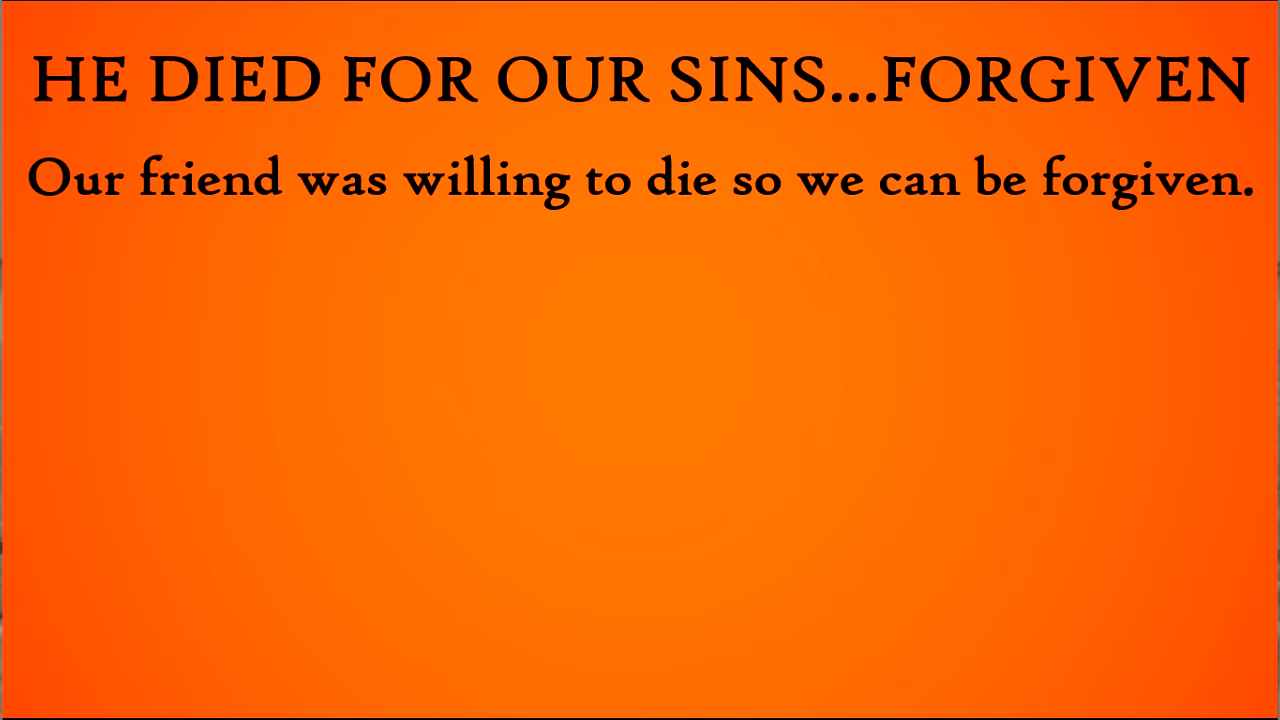 HE DIED FOR OUR SINS...FORGIVEN
Our friend was willing to die so we can be forgiven.